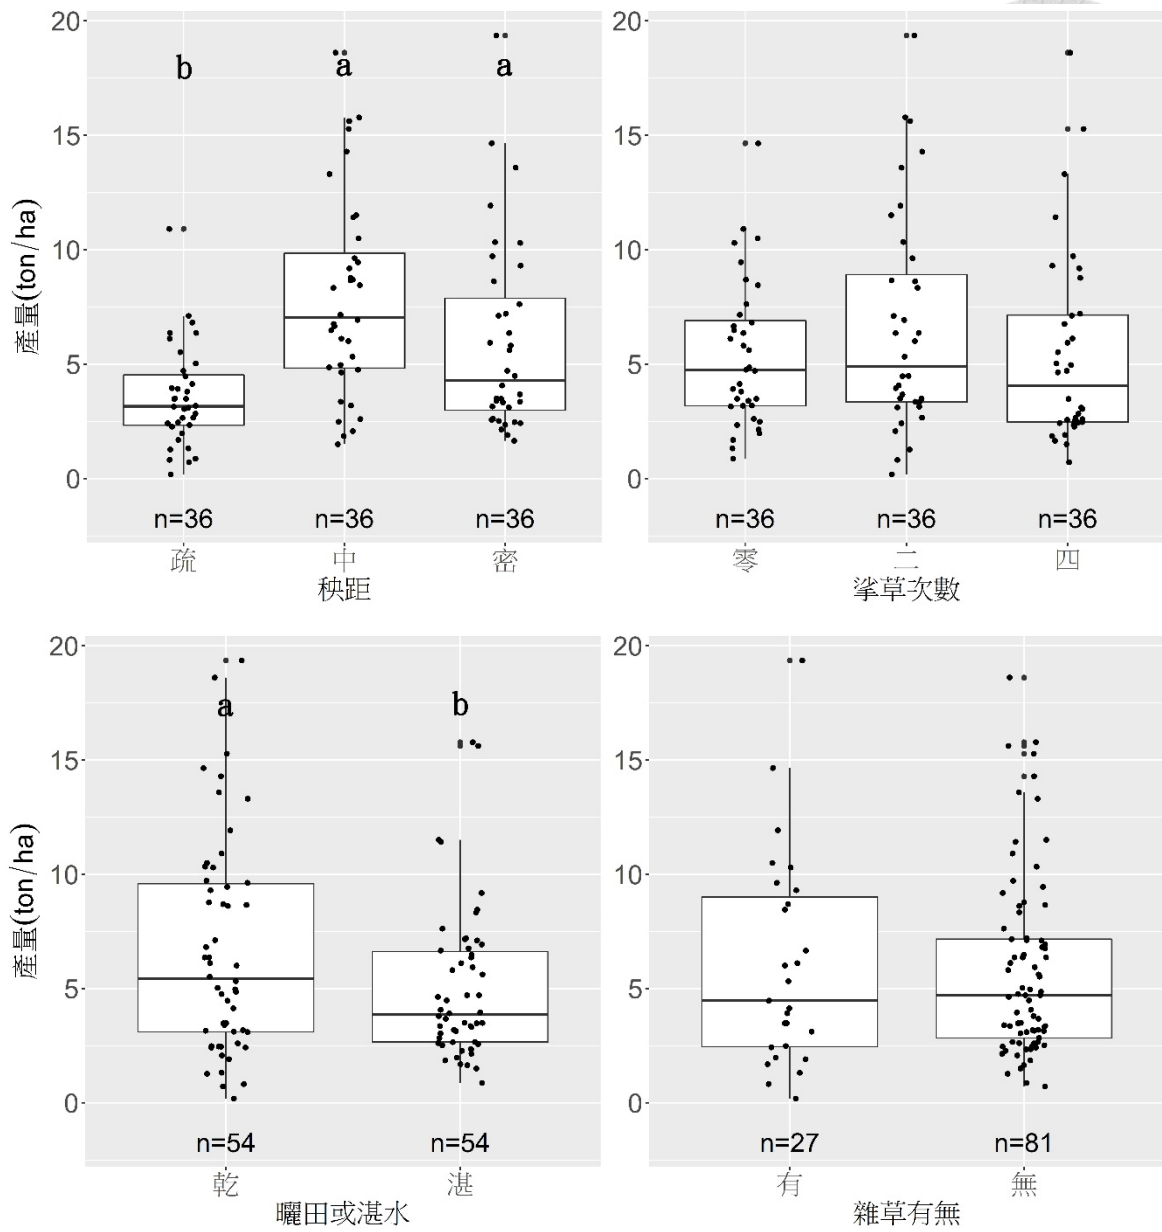 20
15
10
5
0
產量(ton/ha)
b
a
a
n=36
n=36
n=36
疏
中
密
秧距
20
15
10
5
0
n=36
n=36
n=36
零
二
四
挲草次數
20
15
10
5
0
產量(ton/ha)
a
b
n=54
n=54
乾
湛
曬田或湛水
20
15
10
5
0
n=27
n=81
有
無
雜草有無